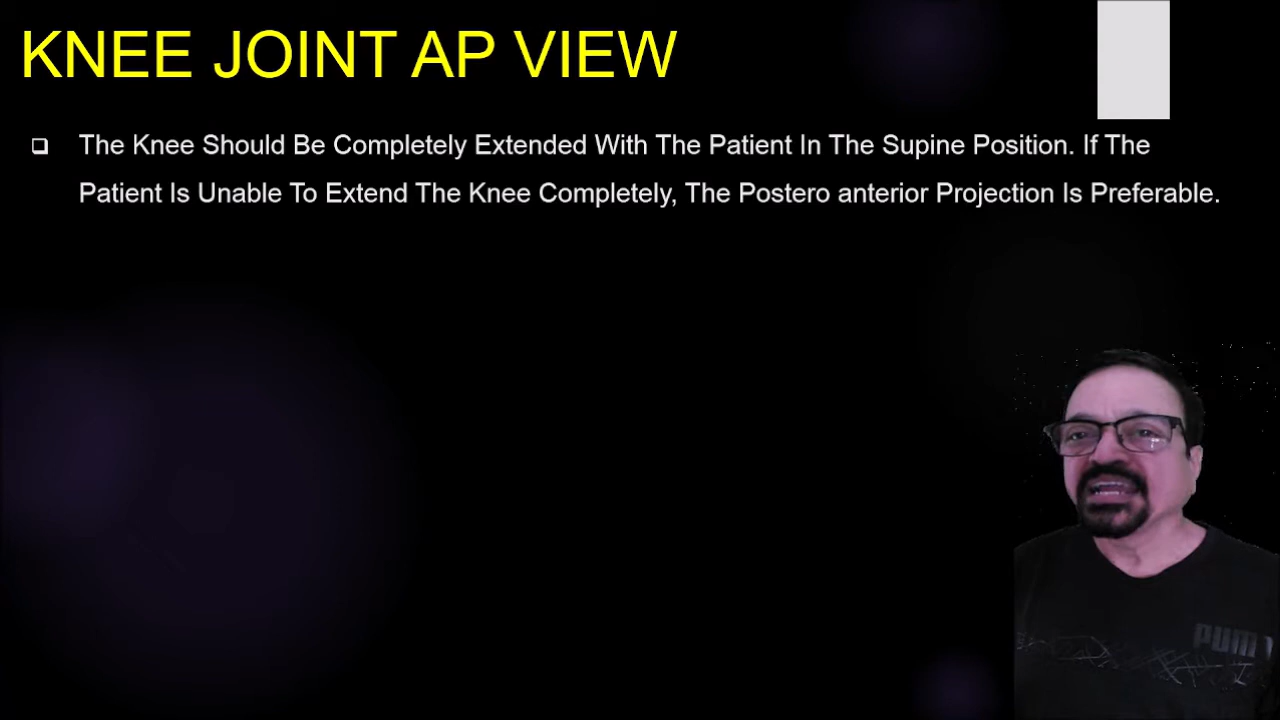 KNEE JOINT AP VIEW
The Knee Should Be Completely Extended With The Patient In The Supine Position. If The
Patient Is Unable To Extend The Knee Completely, The Postero anterior Projection Is Preferable.
PUM